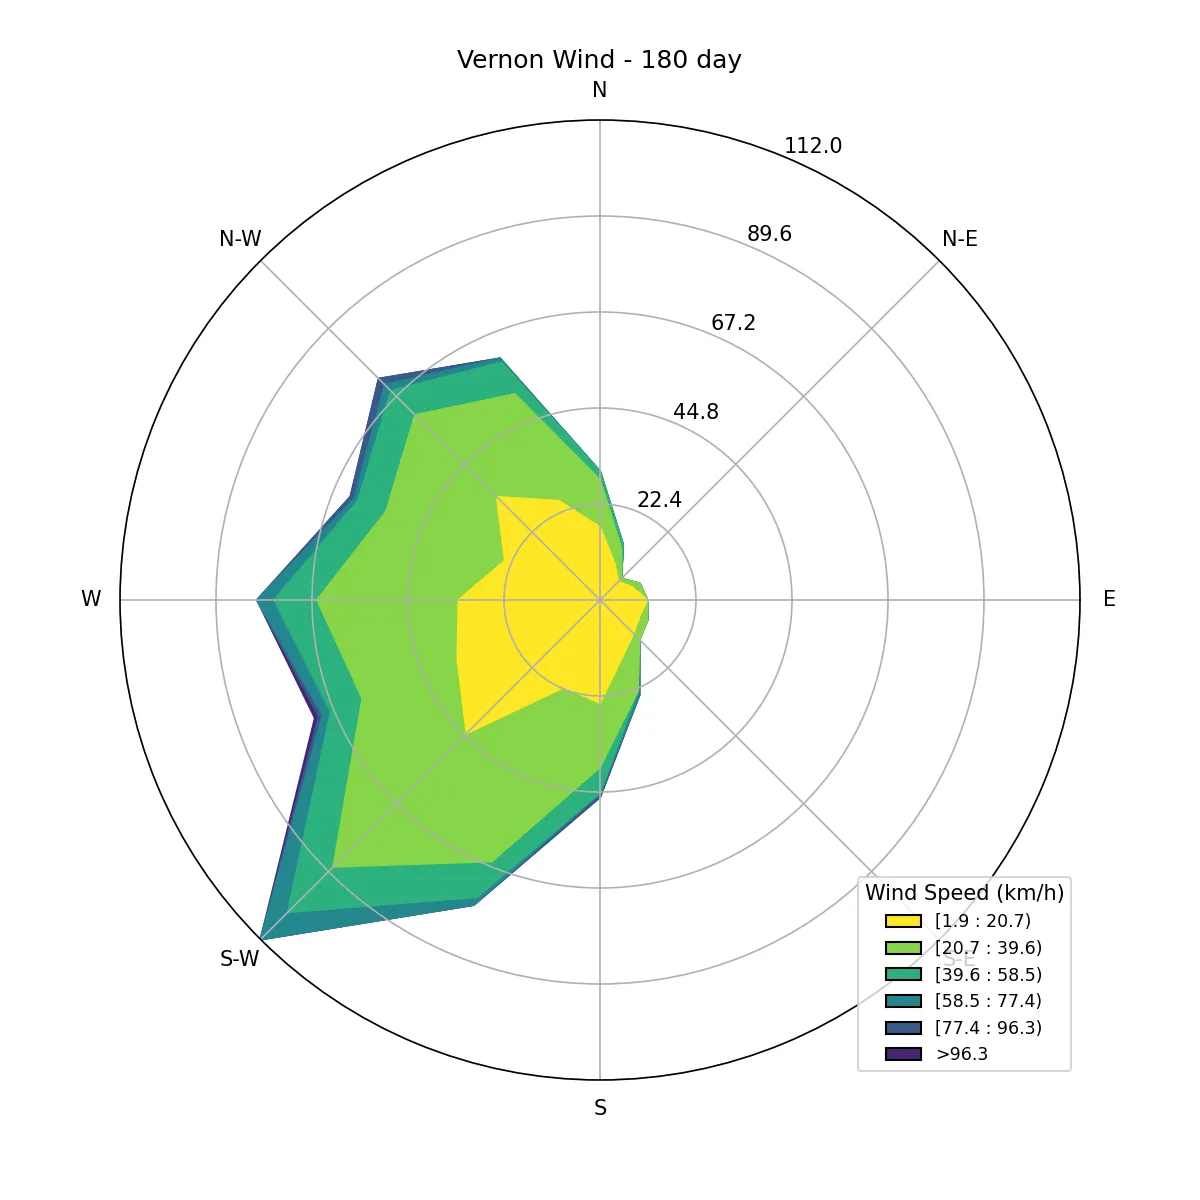 Vernon Wind - 180 day
N
112.0
89.6
N-W
N-E
67.2
44.8
22.4
W
E
Wind Speed (km/h)
[1.9 : 20.7)
[20.7 : 39.6)
S-W
S-E
[39.6 : 58.5)
[58.5 : 77.4)
[77.4 : 96.3)
>96.3
S